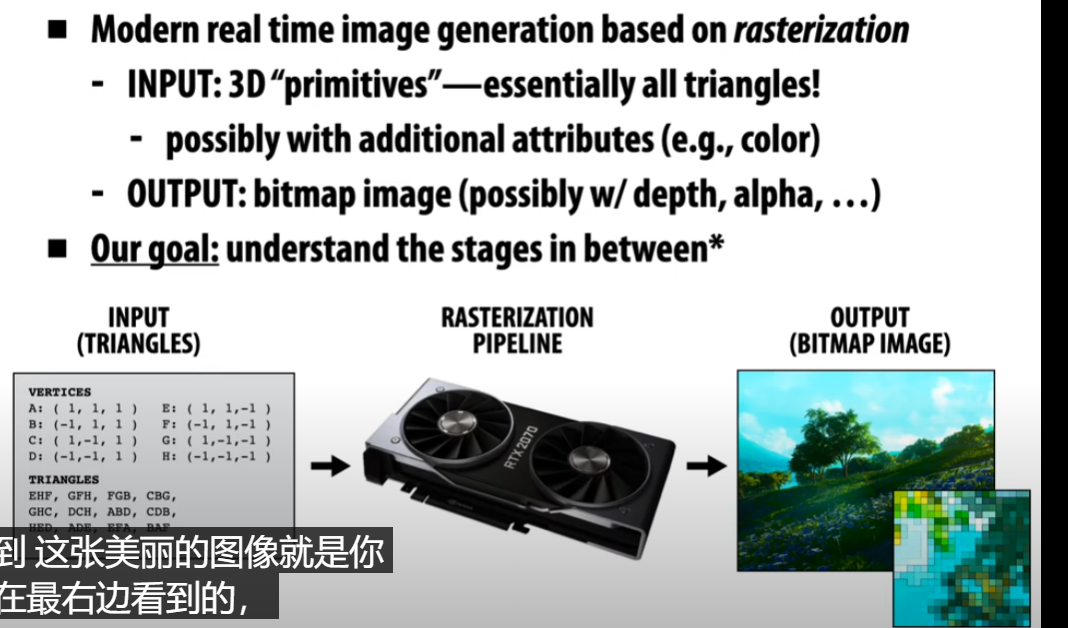 ■ Modern real time image generation based on rasterization
- INPUT: 3D “primitives”—essentially all triangles!
- possibly with additional attributes (e.g., color)
- OUTPUT: bitmap image (possibly w/ depth, alpha, …)
■ Our goal: understand the stages in between*
INPUT
(TRIANGLES)
RASTERIZATION
PIPELINE
OUTPUT
(BITMAP IMAGE)
VERTICES
A: ( 1, 1, 1 ) E: ( 1, 1,-1 )
B: (-1, 1, 1 ) F: (-1, 1,-1 )
C: ( 1,-1, 1 ) G: ( 1,-1,-1 )
D: (-1,-1, 1 ) H: (-1,-1,-1 )
TRIANGLES
EHF, GFH, FGB, CBG,
GHC, DCH, ABD, CDB,
HED, ADE, EFA, BAF
RTX 2070
到 这张美丽的图像就是你
在最右边看到的，